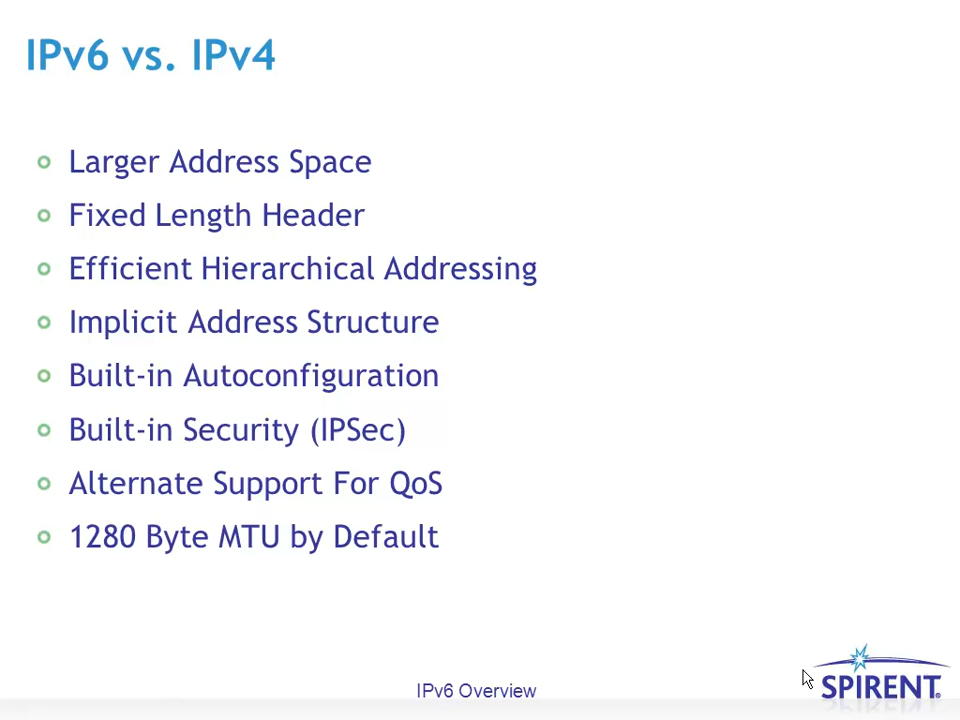 IPv6 vs. IPv4
Larger Address Space
Fixed Length Header
Efficient Hierarchical Addressing
Implicit Address Structure
Built-in Autoconfiguration
Built-in Security (IPSec)
Alternate Support For QoS
1280 Byte MTU by Default
IPv6 Overview
SPIRENT®